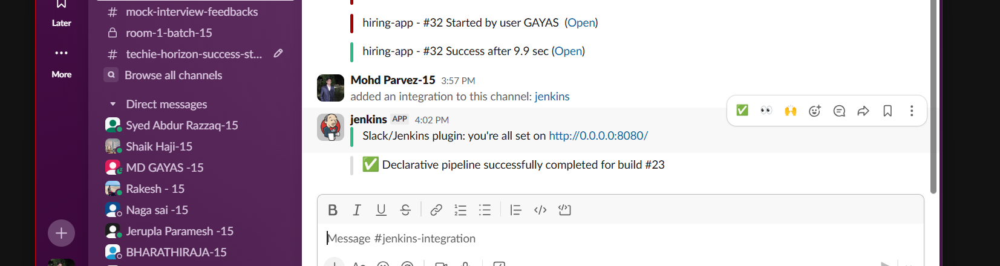 Later
More
# mock-interview-feedbacks
room-1-batch-15
# techie-horizon-success-st...
Browse all channels
Direct messages
Syed Abdur Razzaq-15
Shaik Haji-15
MD GAYAS -15
Rakesh - 15
Naga sai -15
Jerupla Paramesh -15
BHARATHIRAJA-15
hiring-app - #32 Started by user GAYAS (Open)
hiring-app - #32 Success after 9.9 sec (Open)
Mohd Parvez-15 3:57 PM
added an integration to this channel: jenkins
jenkins APP 4:02 PM
Slack/Jenkins plugin: you're all set on http://0.0.0.0:8080/
✅ Declarative pipeline successfully completed for build #23
B I U S
Message #jenkins-integration
Aa